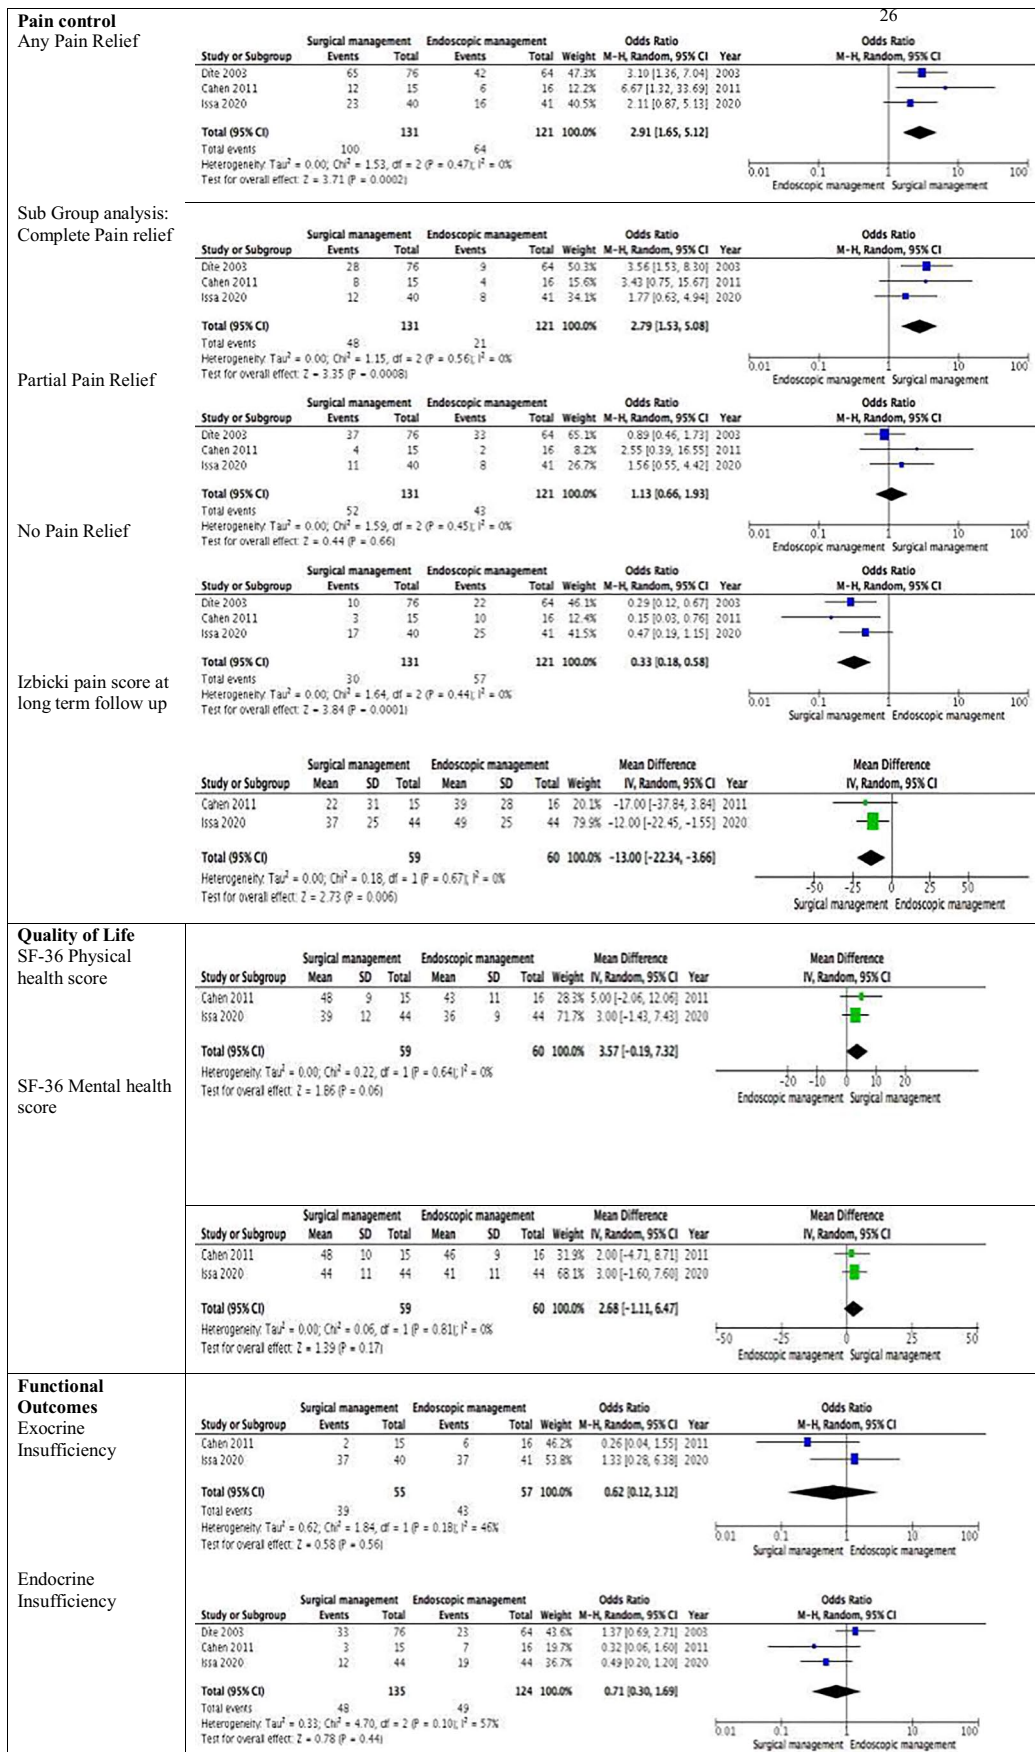 26
Pain control
Any Pain Relief
Surgical management Endoscopic management Odds Ratio Odds Ratio
Study or Subgroup Events Total Events Total Weight M-H, Random, 95% CI Year M-H, Random, 95% CI
Dite 2003 65 76 42 64 47.3% 3.10 [1.36, 7.04] 2003
Cahen 2011 12 15 6 16 12.2% 6.67 [1.32, 33.69] 2011
Issa 2020 23 40 16 41 40.5% 2.11 [0.87, 5.13] 2020
Total (95% CI) 131 121 100.0% 2.91 [1.65, 5.12]
Total events 100 64
Heterogeneity: Tau² = 0.00; Chi² = 1.53, df = 2 (P = 0.47); I² = 0%
Test for overall effect: Z = 3.71 (P = 0.0002)
0.01 0.1 1 10 100
Endoscopic management Surgical management
Sub Group analysis:
Complete Pain relief
Surgical management Endoscopic management Odds Ratio Odds Ratio
Study or Subgroup Events Total Events Total Weight M-H, Random, 95% CI Year M-H, Random, 95% CI
Dite 2003 28 76 9 64 50.3% 3.56 [1.53, 8.30] 2003
Cahen 2011 8 15 4 16 15.6% 3.43 [0.75, 15.67] 2011
Issa 2020 12 40 8 41 34.1% 1.77 [0.63, 4.94] 2020
Total (95% CI) 131 121 100.0% 2.79 [1.53, 5.08]
Total events 48 21
Heterogeneity: Tau² = 0.00; Chi² = 1.15, df = 2 (P = 0.56); I² = 0%
Test for overall effect: Z = 3.35 (P = 0.0008)
0.01 0.1 1 10 100
Endoscopic management Surgical management
Partial Pain Relief
Surgical management Endoscopic management Odds Ratio Odds Ratio
Study or Subgroup Events Total Events Total Weight M-H, Random, 95% CI Year M-H, Random, 95% CI
Dite 2003 37 76 33 64 65.1% 0.89 [0.46, 1.73] 2003
Cahen 2011 4 15 2 16 8.2% 2.55 [0.39, 16.55] 2011
Issa 2020 11 40 8 41 26.7% 1.56 [0.55, 4.42] 2020
Total (95% CI) 131 121 100.0% 1.13 [0.66, 1.93]
Total events 52 43
Heterogeneity: Tau² = 0.00; Chi² = 1.59, df = 2 (P = 0.45); I² = 0%
Test for overall effect: Z = 0.44 (P = 0.66)
0.01 0.1 1 10 100
Endoscopic management Surgical management
No Pain Relief
Surgical management Endoscopic management Odds Ratio Odds Ratio
Study or Subgroup Events Total Events Total Weight M-H, Random, 95% CI Year M-H, Random, 95% CI
Dite 2003 10 76 22 64 46.1% 0.29 [0.12, 0.67] 2003
Cahen 2011 3 15 10 16 12.4% 0.15 [0.03, 0.76] 2011
Issa 2020 17 40 25 41 41.5% 0.47 [0.19, 1.15] 2020
Total (95% CI) 131 121 100.0% 0.33 [0.18, 0.58]
Total events 30 57
Heterogeneity: Tau² = 0.00; Chi² = 1.64, df = 2 (P = 0.44); I² = 0%
Test for overall effect: Z = 3.84 (P = 0.0001)
0.01 0.1 1 10 100
Surgical management Endoscopic management
Izbicki pain score at
long term follow up
Surgical management Endoscopic management Mean Difference Mean Difference
Study or Subgroup Mean SD Total Mean SD Total Weight IV, Random, 95% CI Year IV, Random, 95% CI
Cahen 2011 22 31 15 39 28 16 20.1% -17.00 [-37.84, 3.84] 2011
Issa 2020 37 25 44 49 25 44 79.9% -12.00 [-22.45, -1.55] 2020
Total (95% CI) 59 60 100.0% -13.00 [-22.34, -3.66]
Heterogeneity: Tau² = 0.00; Chi² = 0.18, df = 1 (P = 0.67); I² = 0%
Test for overall effect: Z = 2.73 (P = 0.006)
-50 -25 0 25 50
Surgical management Endoscopic management
Quality of Life
SF-36 Physical
health score
Surgical management Endoscopic management Mean Difference Mean Difference
Study or Subgroup Mean SD Total Mean SD Total Weight IV, Random, 95% CI Year IV, Random, 95% CI
Cahen 2011 48 9 15 43 11 16 28.3% 5.00 [-2.06, 12.06] 2011
Issa 2020 39 12 44 36 9 44 71.7% 3.00 [-1.43, 7.43] 2020
Total (95% CI) 59 60 100.0% 3.57 [-0.19, 7.32]
Heterogeneity: Tau² = 0.00; Chi² = 0.22, df = 1 (P = 0.64); I² = 0%
Test for overall effect: Z = 1.86 (P = 0.06)
-20 -10 0 10 20
Endoscopic management Surgical management
SF-36 Mental health
score
Surgical management Endoscopic management Mean Difference Mean Difference
Study or Subgroup Mean SD Total Mean SD Total Weight IV, Random, 95% CI Year IV, Random, 95% CI
Cahen 2011 48 10 15 46 9 16 31.9% 2.00 [-4.71, 8.71] 2011
Issa 2020 44 11 44 41 11 44 68.1% 3.00 [-1.60, 7.60] 2020
Total (95% CI) 59 60 100.0% 2.68 [-1.11, 6.47]
Heterogeneity: Tau² = 0.00; Chi² = 0.06, df = 1 (P = 0.81); I² = 0%
Test for overall effect: Z = 1.39 (P = 0.17)
-50 -25 0 25 50
Endoscopic management Surgical management
Functional
Outcomes
Exocrine
Insufficiency
Surgical management Endoscopic management Odds Ratio Odds Ratio
Study or Subgroup Events Total Events Total Weight M-H, Random, 95% CI Year M-H, Random, 95% CI
Cahen 2011 2 15 6 16 46.2% 0.26 [0.04, 1.55] 2011
Issa 2020 37 40 37 41 53.8% 1.33 [0.28, 6.38] 2020
Total (95% CI) 55 57 100.0% 0.62 [0.12, 3.12]
Total events 39 43
Heterogeneity: Tau² = 0.62; Chi² = 1.84, df = 1 (P = 0.18); I² = 46%
Test for overall effect: Z = 0.58 (P = 0.56)
0.01 0.1 1 10 100
Surgical management Endoscopic management
Endocrine
Insufficiency
Surgical management Endoscopic management Odds Ratio Odds Ratio
Study or Subgroup Events Total Events Total Weight M-H, Random, 95% CI Year M-H, Random, 95% CI
Dite 2003 33 76 23 64 43.6% 1.37 [0.69, 2.71] 2003
Cahen 2011 3 15 7 16 19.7% 0.32 [0.06, 1.60] 2011
Issa 2020 12 44 19 44 36.7% 0.49 [0.20, 1.20] 2020
Total (95% CI) 135 124 100.0% 0.71 [0.30, 1.69]
Total events 48 49
Heterogeneity: Tau² = 0.33; Chi² = 4.70, df = 2 (P = 0.10); I² = 57%
Test for overall effect: Z = 0.78 (P = 0.44)
0.01 0.1 1 10 100
Surgical management Endoscopic management